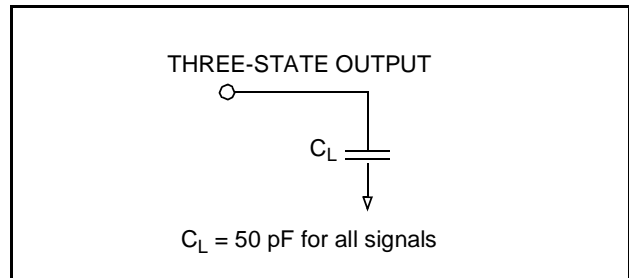 THREE-STATE OUTPUT
C_L
C_L = 50 pF for all signals